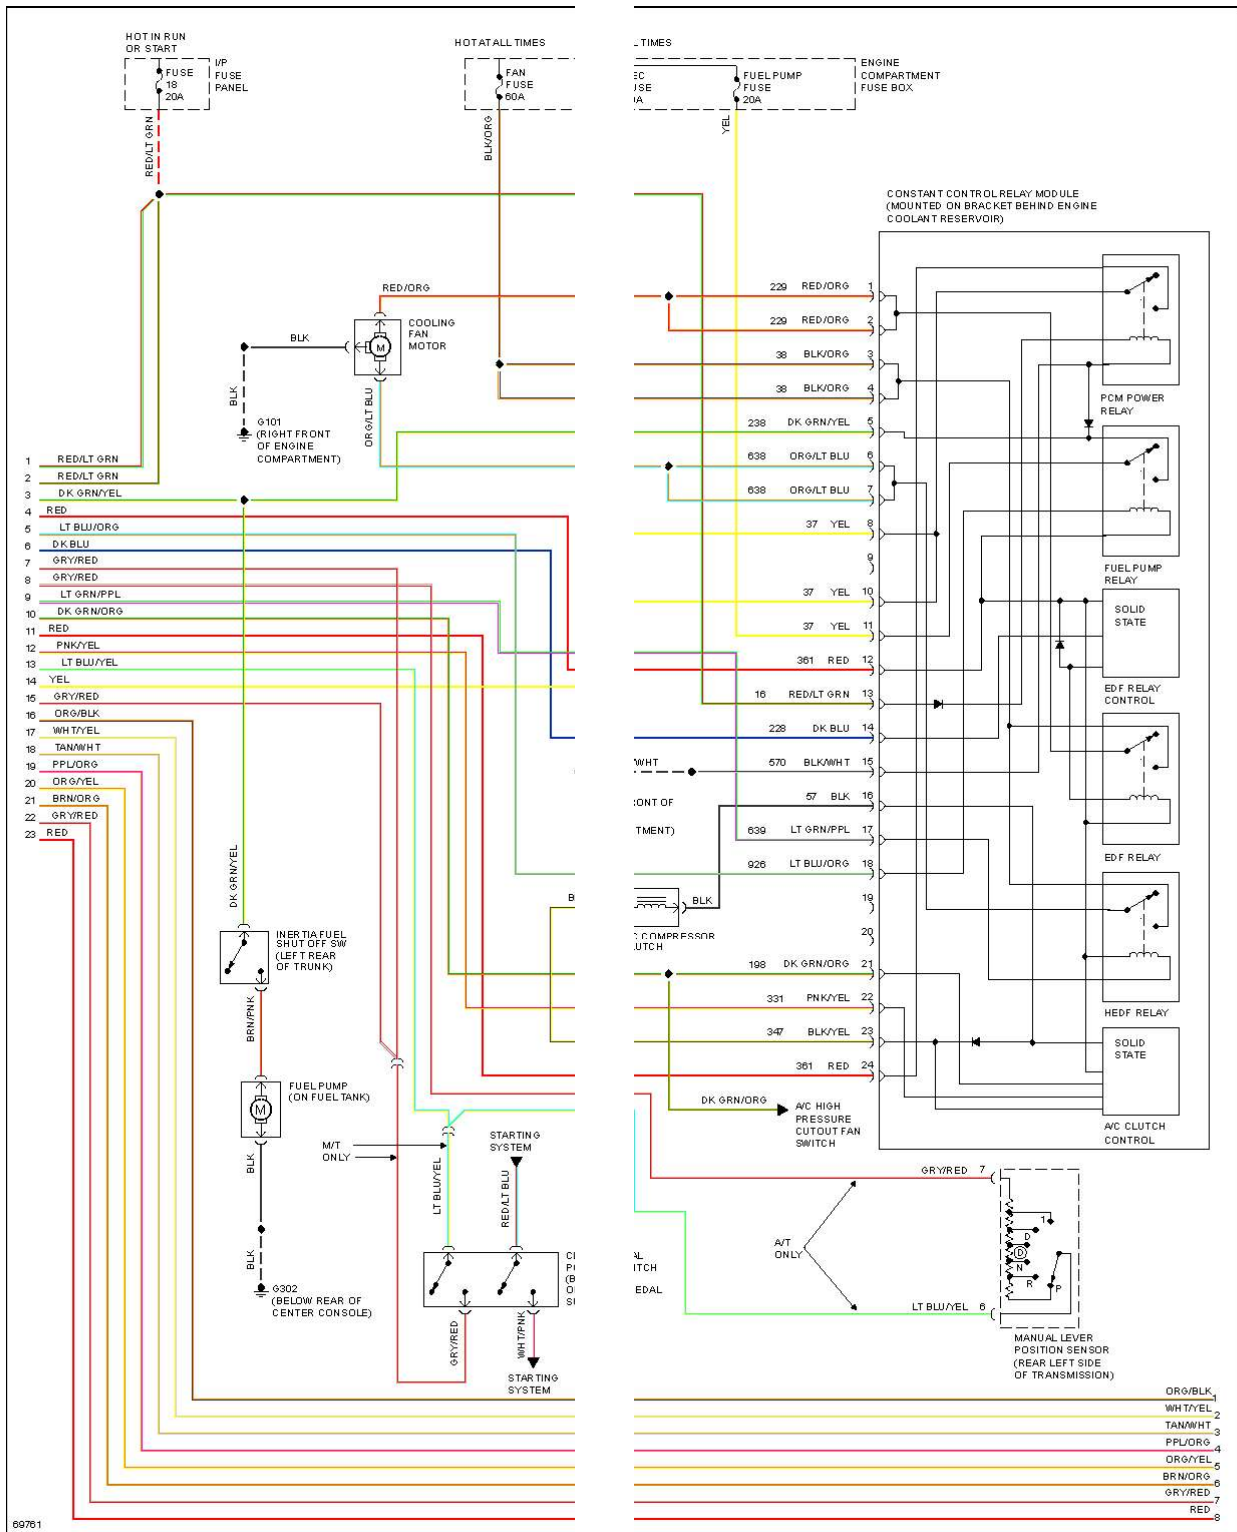 HOT IN RUN
OR START
FUSE
18
20A
I/P
FUSE
PANEL
RED/LT GRN
HOT AT ALL TIMES
FAN
FUSE
60A
BLK/ORG
L TIMES
FUEL PUMP
FUSE
20A
YEL
ENGINE
COMPARTMENT
FUSE BOX
CONSTANT CONTROL RELAY MODULE
(MOUNTED ON BRACKET BEHIND ENGINE
COOLANT RESERVOIR)
RED/ORG
COOLING
FAN
MOTOR
M
BLK
BLK
G101
(RIGHT FRONT
OF ENGINE
COMPARTMENT)
ORG/LT BLU
1 RED/LT GRN
2 RED/LT GRN
3 DK GRN/YEL
4 RED
5 LT BLU/ORG
6 DK BLU
7 GRY/RED
8 GRY/RED
9 LT GRN/PPL
10 DK GRN/ORG
11 RED
12 PNK/YEL
13 LT BLU/YEL
14 YEL
15 GRY/RED
16 ORG/BLK
17 WHT/YEL
18 TAN/WHT
19 PPL/ORG
20 ORG/YEL
21 BRN/ORG
22 GRY/RED
23 RED
229 RED/ORG 1
229 RED/ORG 2
38 BLK/ORG 3
38 BLK/ORG 4
238 DK GRN/YEL 5
638 ORG/LT BLU 6
638 ORG/LT BLU 7
37 YEL 8
9
37 YEL 10
37 YEL 11
361 RED 12
16 RED/LT GRN 13
228 DK BLU 14
/WHT 570 BLK/WHT 15
57 BLK 16
639 LT GRN/PPL 17
926 LT BLU/ORG 18
19
20
198 DK GRN/ORG 21
331 PNK/YEL 22
347 BLK/YEL 23
361 RED 24
PCM POWER
RELAY
FUEL PUMP
RELAY
SOLID
STATE
EDF RELAY
CONTROL
EDF RELAY
HEDF RELAY
SOLID
STATE
A/C CLUTCH
CONTROL
RONT OF
TMENT)
BLK
C COMPRESSOR
LUTCH
DK GRN/ORG
A/C HIGH
PRESSURE
CUTOUT FAN
SWITCH
DK GRN/YEL
INERTIA FUEL
SHUT OFF SW
(LEFT REAR
OF TRUNK)
BRN/PNK
FUEL PUMP
(ON FUEL TANK)
M
BLK
BLK
G302
(BELOW REAR OF
CENTER CONSOLE)
M/T
ONLY
LT BLU/YEL
STARTING
SYSTEM
RED/LT BLU
GRY/RED
WHT/PNK
STARTING
SYSTEM
EDAL
A/T
ONLY
GRY/RED 7
LT BLU/YEL 6
1
D
D
N
R
P
MANUAL LEVER
POSITION SENSOR
(REAR LEFT SIDE
OF TRANSMISSION)
ORG/BLK 1
WHT/YEL 2
TAN/WHT 3
PPL/ORG 4
ORG/YEL 5
BRN/ORG 6
GRY/RED 7
RED 8
69761